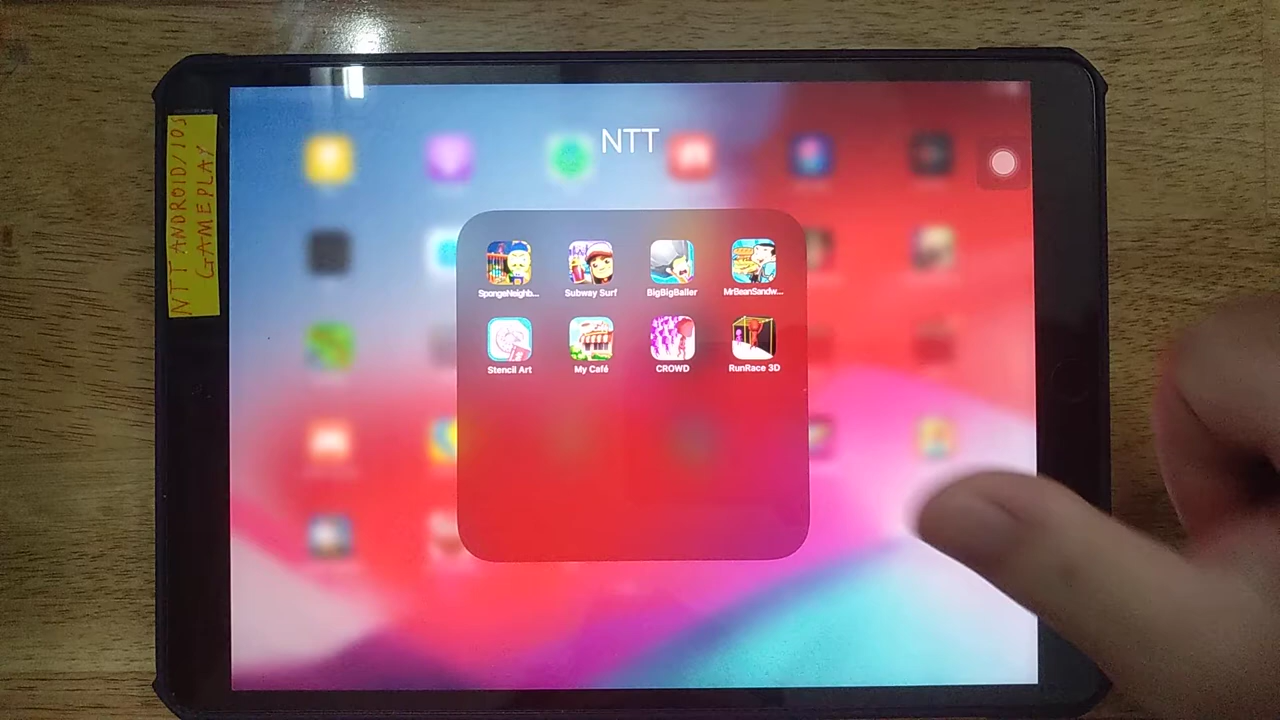 NTT ANDROID/IOS
GAMEPLAY
NTT
SpongeNeighb...
Subway Surf
BigBigBaller
MrBeanSandw...
Stencil Art
My Café
CROWD
RunRace 3D